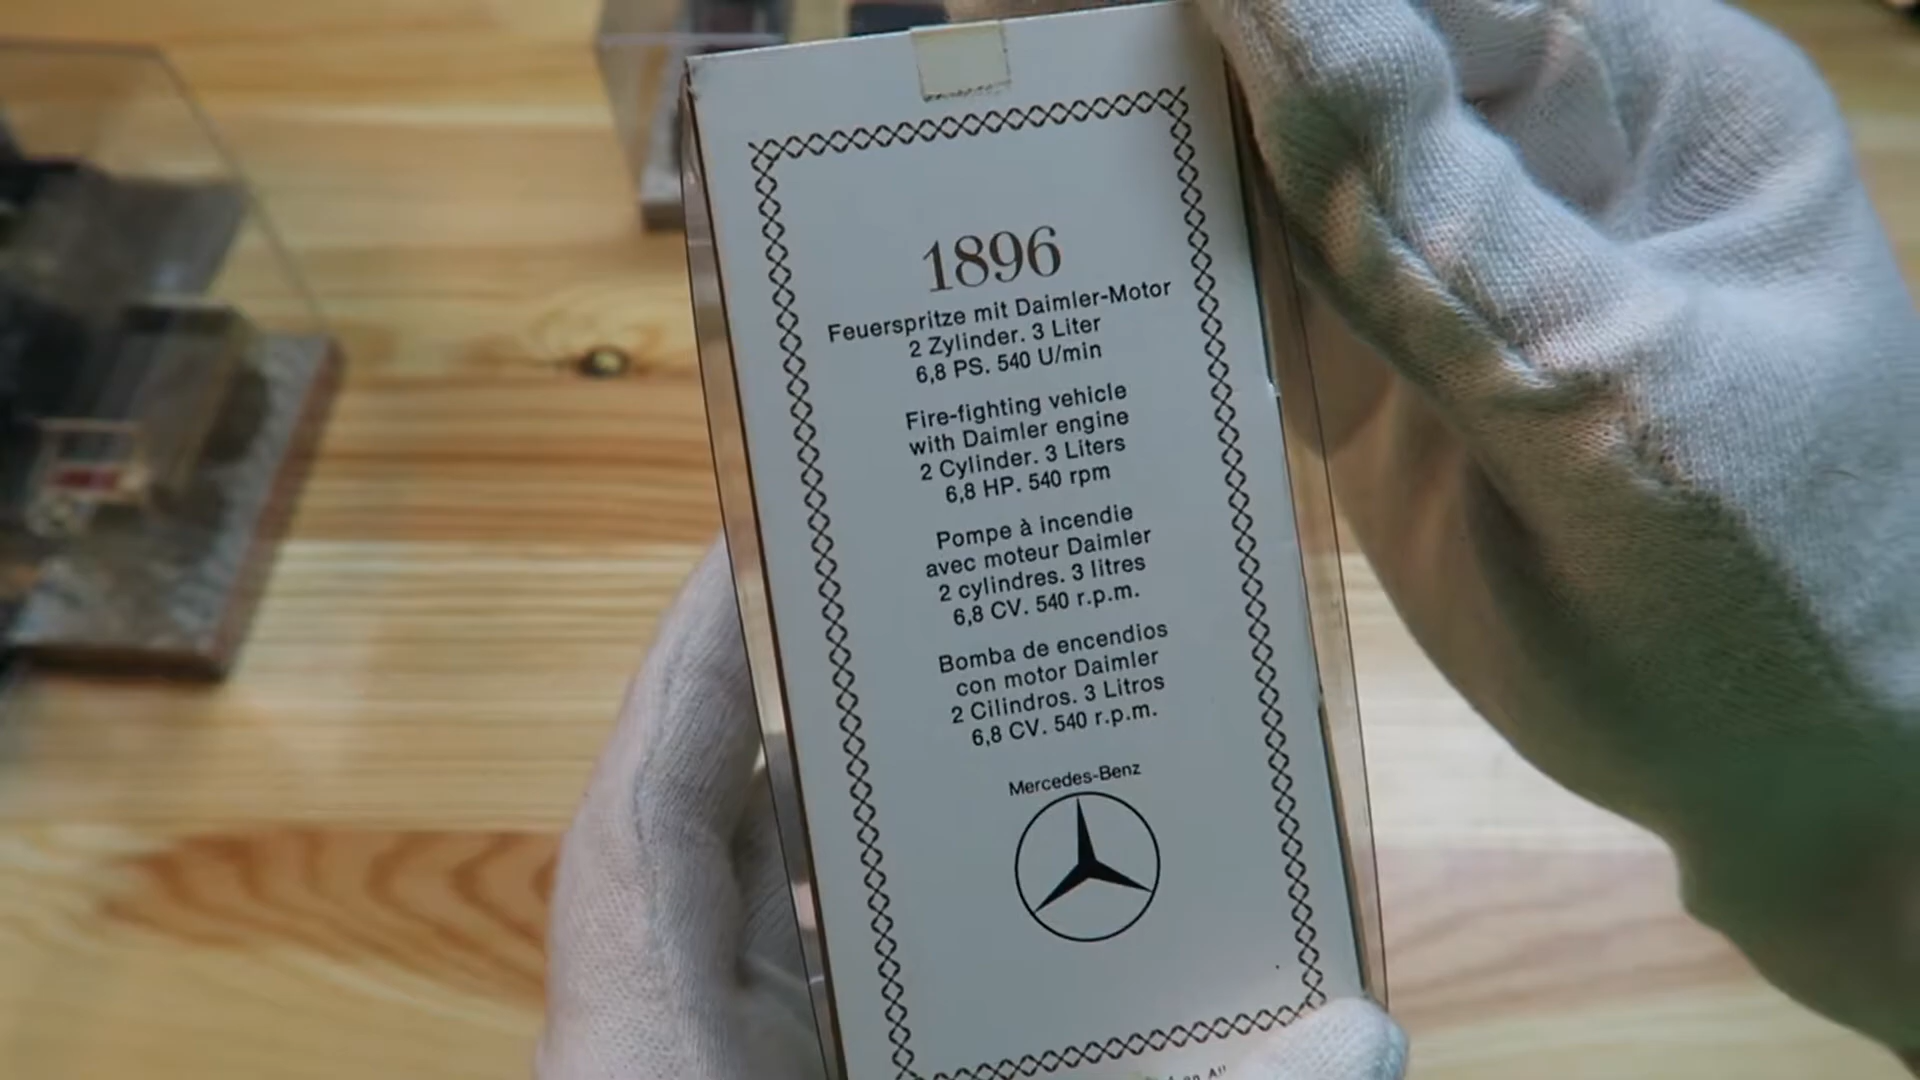 1896
Feuerspritze mit Daimler-Motor
2 Zylinder. 3 Liter
6,8 PS. 540 U/min
Fire-fighting vehicle
with Daimler engine
2 Cylinder. 3 Liters
6,8 HP. 540 rpm
Pompe à incendie
avec moteur Daimler
2 cylindres. 3 litres
6,8 CV. 540 r.p.m.
Bomba de encendios
con motor Daimler
2 Cilindros. 3 Litros
6,8 CV. 540 r.p.m.
Mercedes-Benz